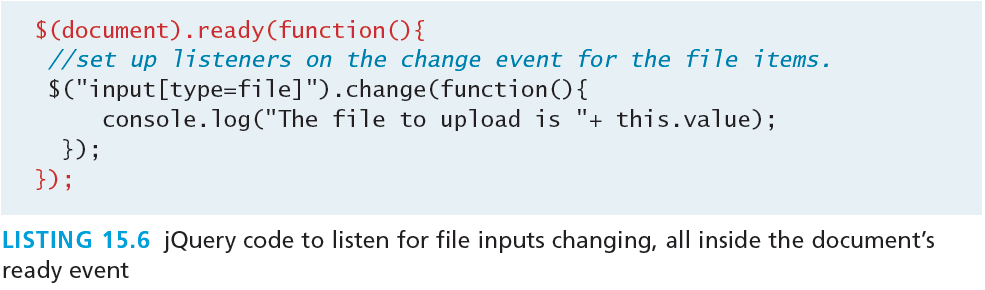 $(document).ready(function(){
//set up listeners on the change event for the file items.
$("input[type=file]").change(function(){
console.log("The file to upload is "+ this.value);
});
});
LISTING 15.6 jQuery code to listen for file inputs changing, all inside the document’s
ready event